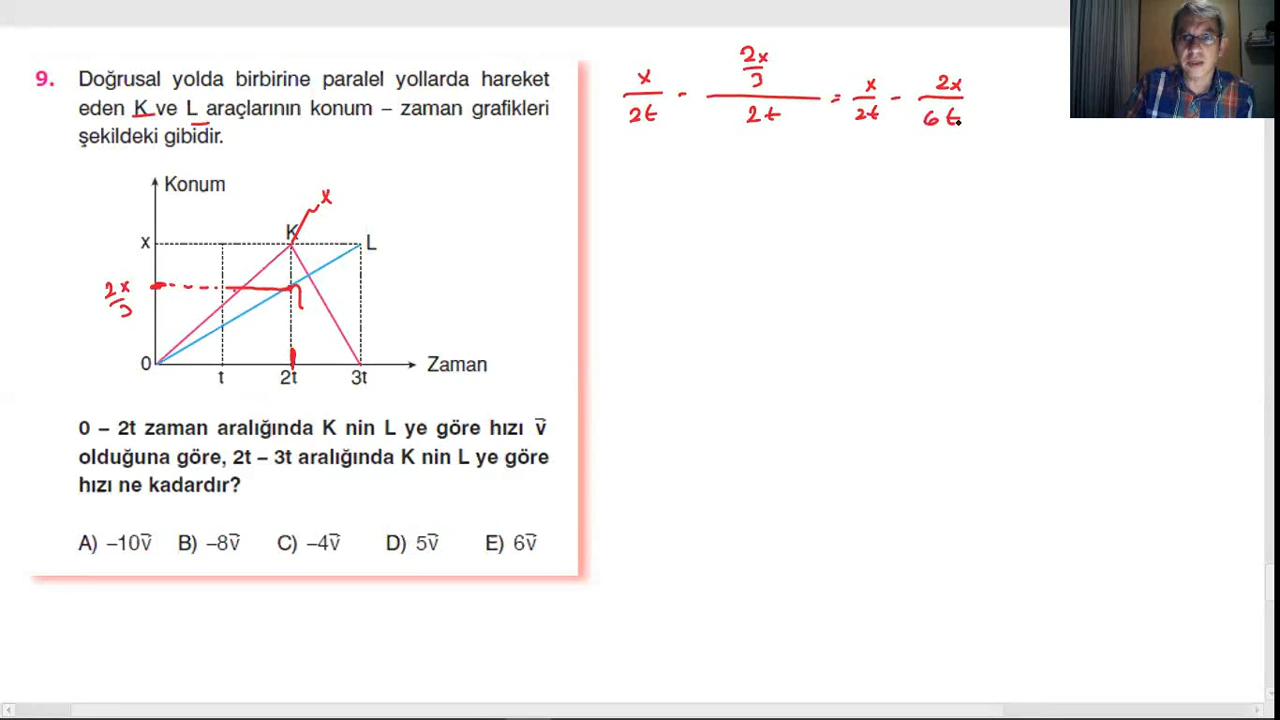 9. Doğrusal yolda birbirine paralel yollarda hareket
eden K ve L araçlarının konum – zaman grafikleri
şekildeki gibidir.
Konum
x
K
L
x
2x/3
0
t
2t
3t
Zaman
0 – 2t zaman aralığında K nin L ye göre hızı v⃗
olduğuna göre, 2t – 3t aralığında K nin L ye göre
hızı ne kadardır?
A) –10v⃗ B) –8v⃗ C) –4v⃗ D) 5v⃗ E) 6v⃗
x/2t - (2x/3)/2t = x/2t - 2x/6t